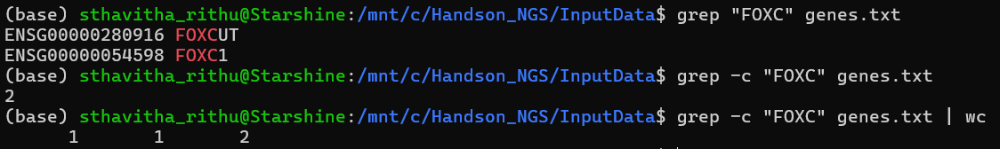 (base) sthavitha_rithu@Starshine:/mnt/c/Handson_NGS/InputData$ grep "FOXC" genes.txt
ENSG00000280916 FOXCUT
ENSG00000054598 FOXC1
(base) sthavitha_rithu@Starshine:/mnt/c/Handson_NGS/InputData$ grep -c "FOXC" genes.txt
2
(base) sthavitha_rithu@Starshine:/mnt/c/Handson_NGS/InputData$ grep -c "FOXC" genes.txt | wc
      1       1       2